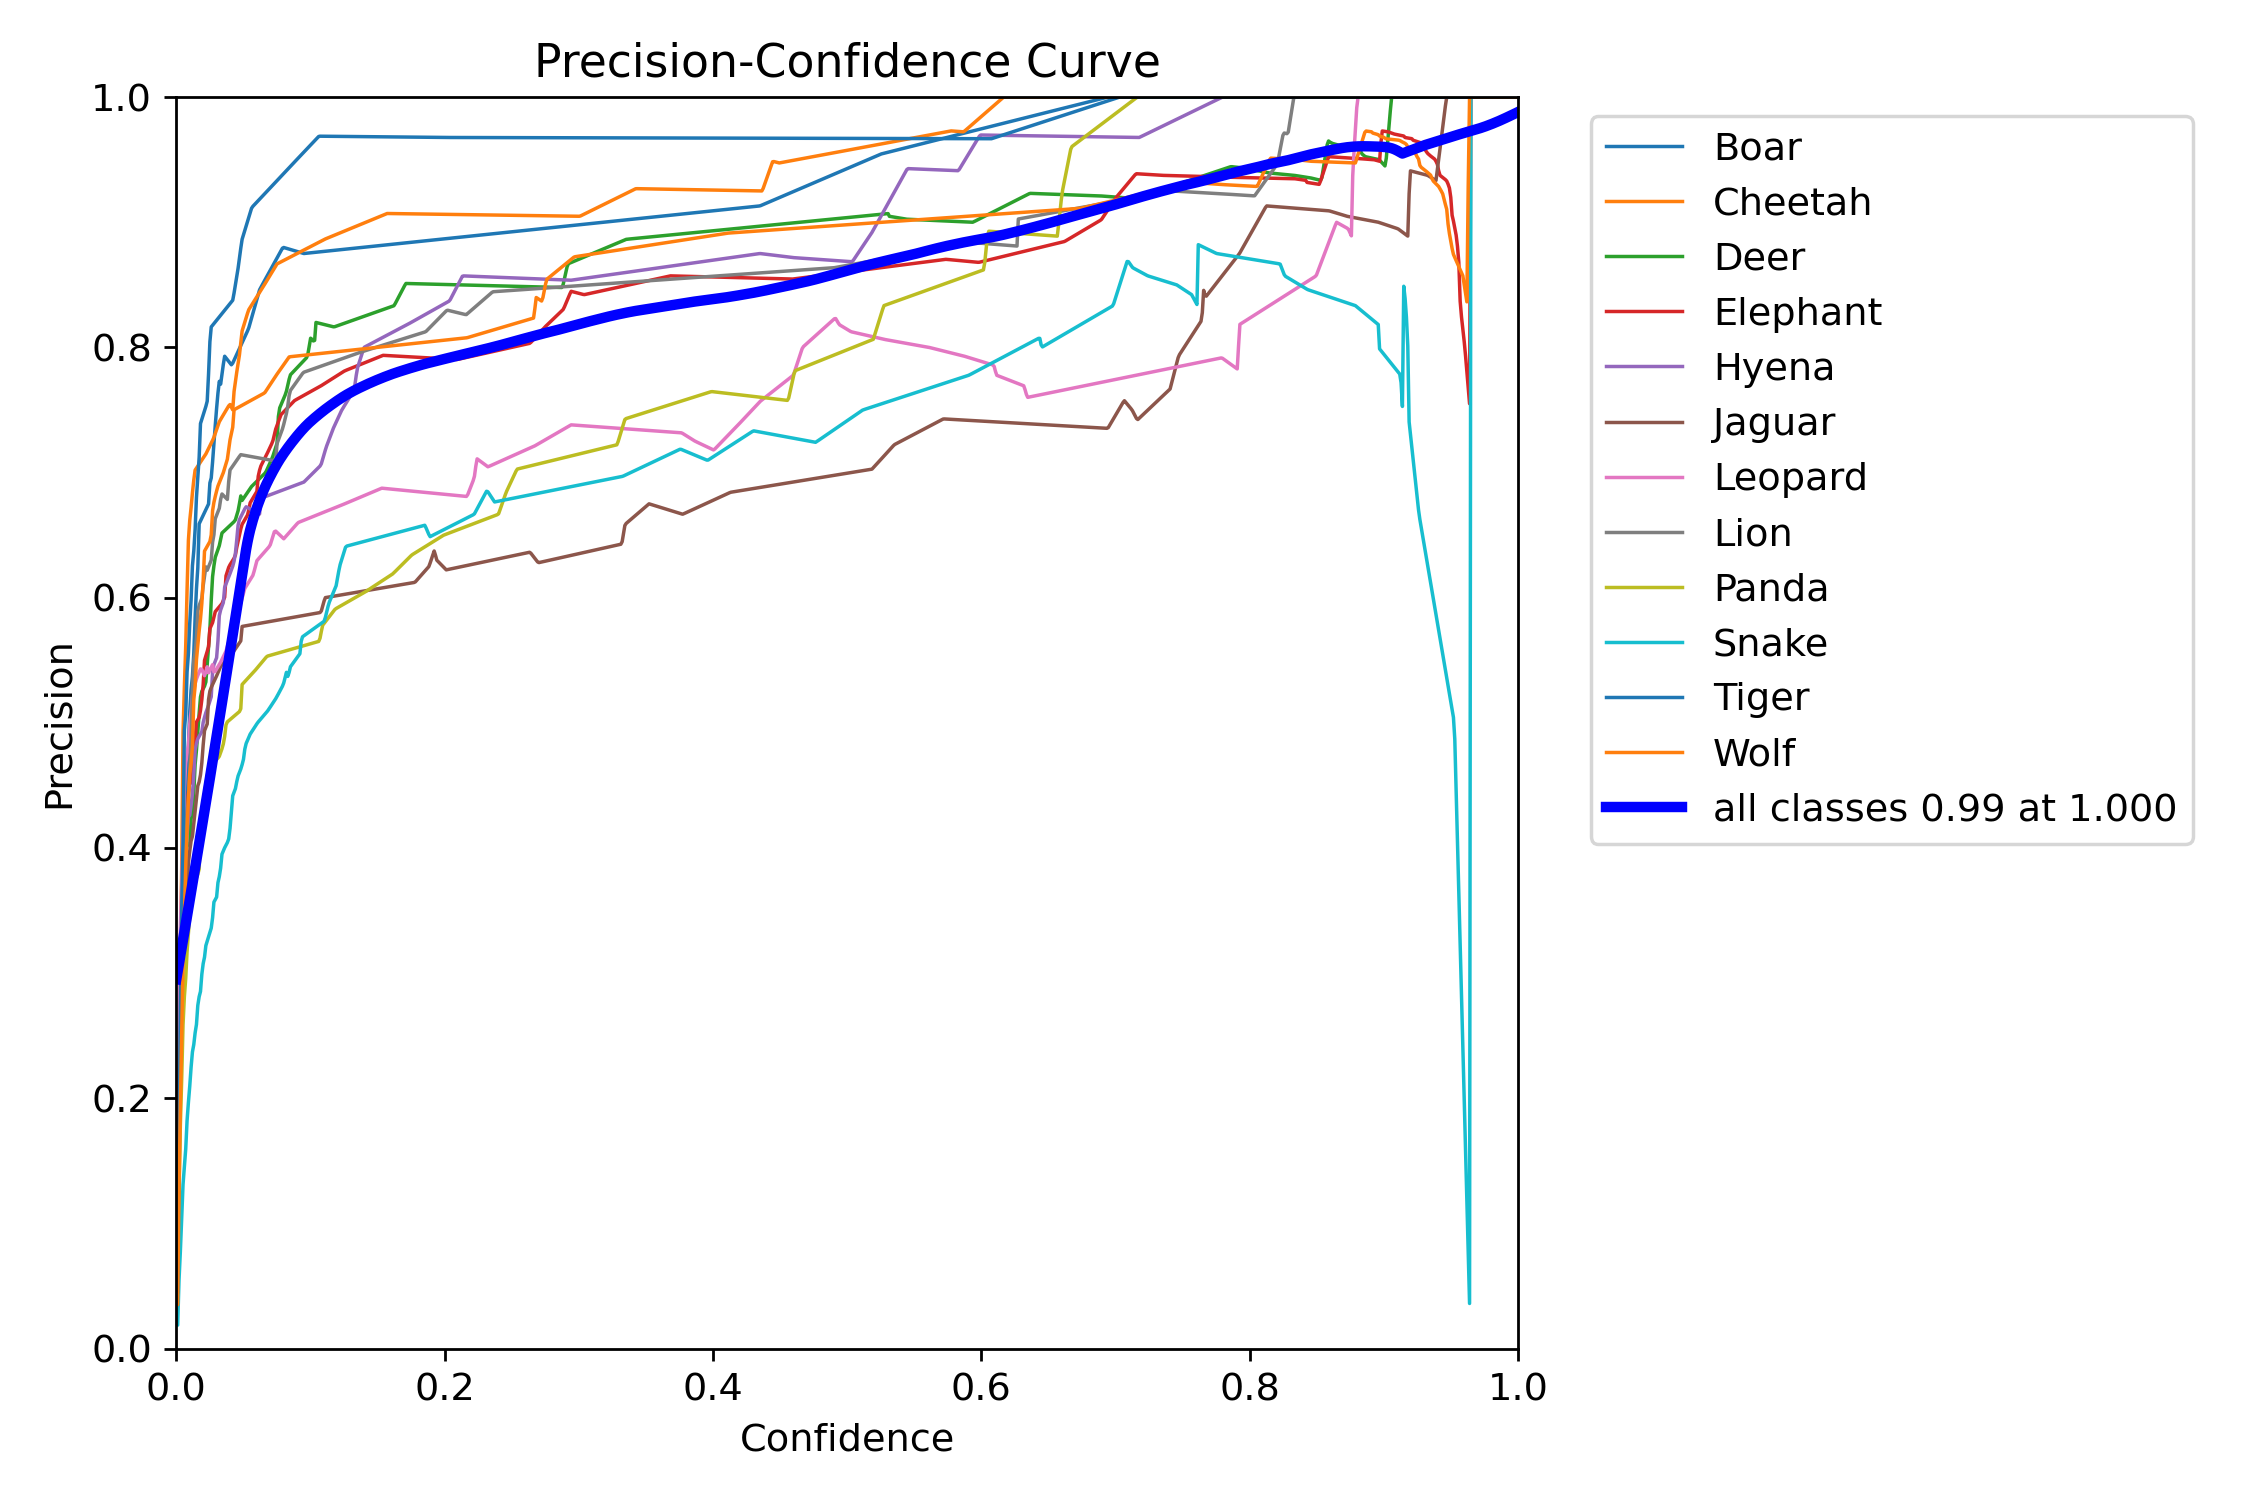 Precision-Confidence Curve
1.0
0.8
0.6
0.4
0.2
0.0
Precision
0.0 0.2 0.4 0.6 0.8 1.0
Confidence
Boar
Cheetah
Deer
Elephant
Hyena
Jaguar
Leopard
Lion
Panda
Snake
Tiger
Wolf
all classes 0.99 at 1.000